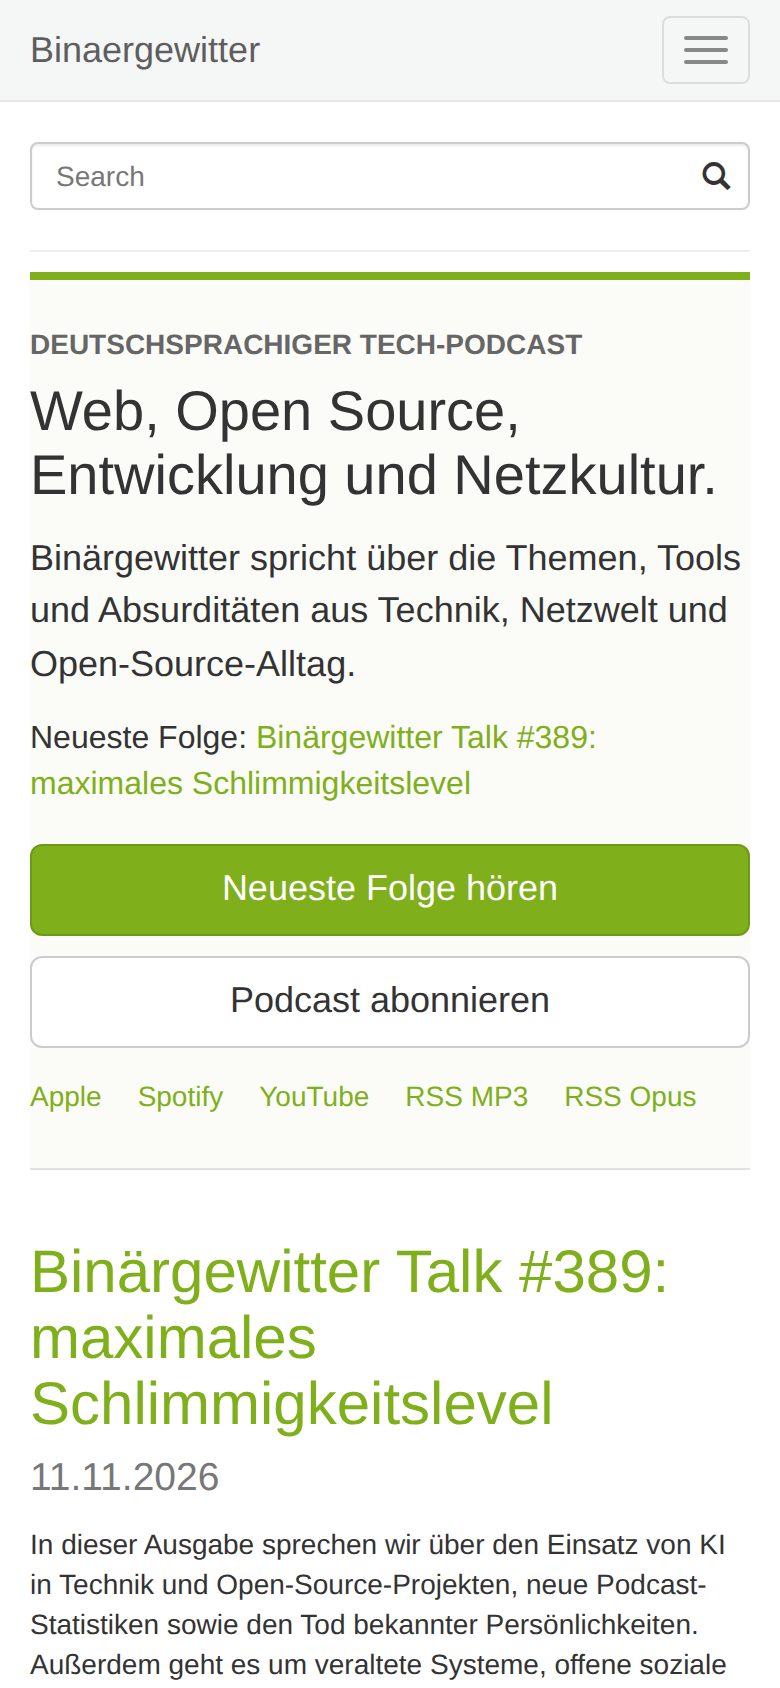 Binaergewitter
Search
DEUTSCHSPRACHIGER TECH-PODCAST
Web, Open Source,
Entwicklung und Netzkultur.
Binärgewitter spricht über die Themen, Tools
und Absurditäten aus Technik, Netzwelt und
Open-Source-Alltag.
Neueste Folge: Binärgewitter Talk #389:
maximales Schlimmigkeitslevel
Neueste Folge hören
Podcast abonnieren
Apple Spotify YouTube RSS MP3 RSS Opus
Binärgewitter Talk #389:
maximales
Schlimmigkeitslevel
11.11.2026
In dieser Ausgabe sprechen wir über den Einsatz von KI
in Technik und Open-Source-Projekten, neue Podcast-
Statistiken sowie den Tod bekannter Persönlichkeiten.
Außerdem geht es um veraltete Systeme, offene soziale